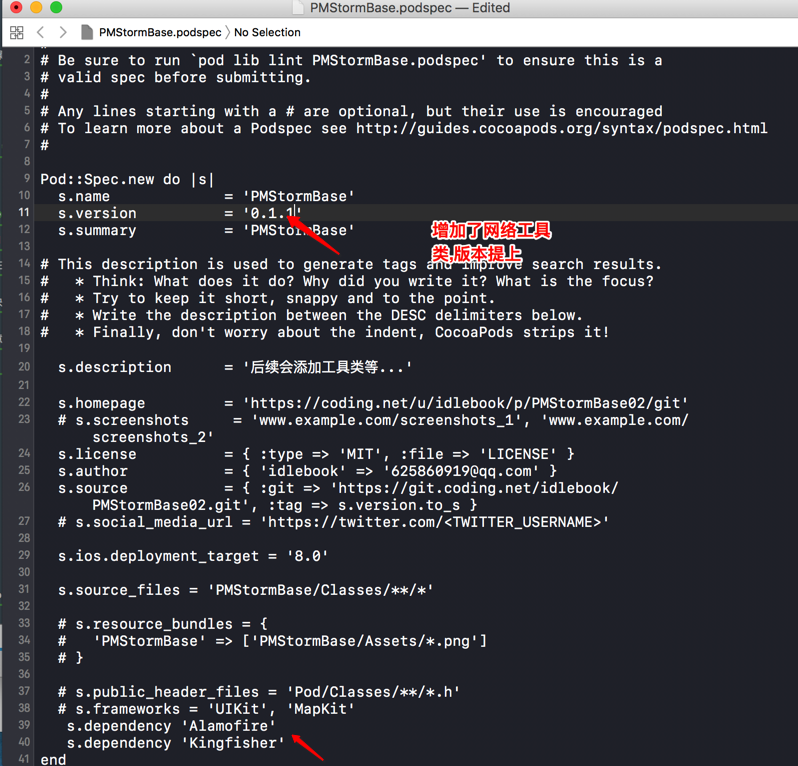 PMStormBase.podspec — Edited
PMStormBase.podspec 〉 No Selection
2 # Be sure to run `pod lib lint PMStormBase.podspec' to ensure this is a
3 # valid spec before submitting.
4 #
5 # Any lines starting with a # are optional, but their use is encouraged
6 # To learn more about a Podspec see http://guides.cocoapods.org/syntax/podspec.html
7 #
8
9 Pod::Spec.new do |s|
10 s.name = 'PMStormBase'
11 s.version = '0.1.1'
12 s.summary = 'PMStormBase'
增加了网络工具
类,版本提上
13
14 # This description is used to generate tags and improve search results.
15 # * Think: What does it do? Why did you write it? What is the focus?
16 # * Try to keep it short, snappy and to the point.
17 # * Write the description between the DESC delimiters below.
18 # * Finally, don't worry about the indent, CocoaPods strips it!
19
20 s.description = '后续会添加工具类等...'
21
22 s.homepage = 'https://coding.net/u/idlebook/p/PMStormBase02/git'
23 # s.screenshots = 'www.example.com/screenshots_1', 'www.example.com/
screenshots_2'
24 s.license = { :type => 'MIT', :file => 'LICENSE' }
25 s.author = { 'idlebook' => '625860919@qq.com' }
26 s.source = { :git => 'https://git.coding.net/idlebook/
PMStormBase02.git', :tag => s.version.to_s }
27 # s.social_media_url = 'https://twitter.com/<TWITTER_USERNAME>'
28
29 s.ios.deployment_target = '8.0'
30
31 s.source_files = 'PMStormBase/Classes/**/*'
32
33 # s.resource_bundles = {
34 # 'PMStormBase' => ['PMStormBase/Assets/*.png']
35 # }
36
37 # s.public_header_files = 'Pod/Classes/**/*.h'
38 # s.frameworks = 'UIKit', 'MapKit'
39 s.dependency 'Alamofire'
40 s.dependency 'Kingfisher'
41 end